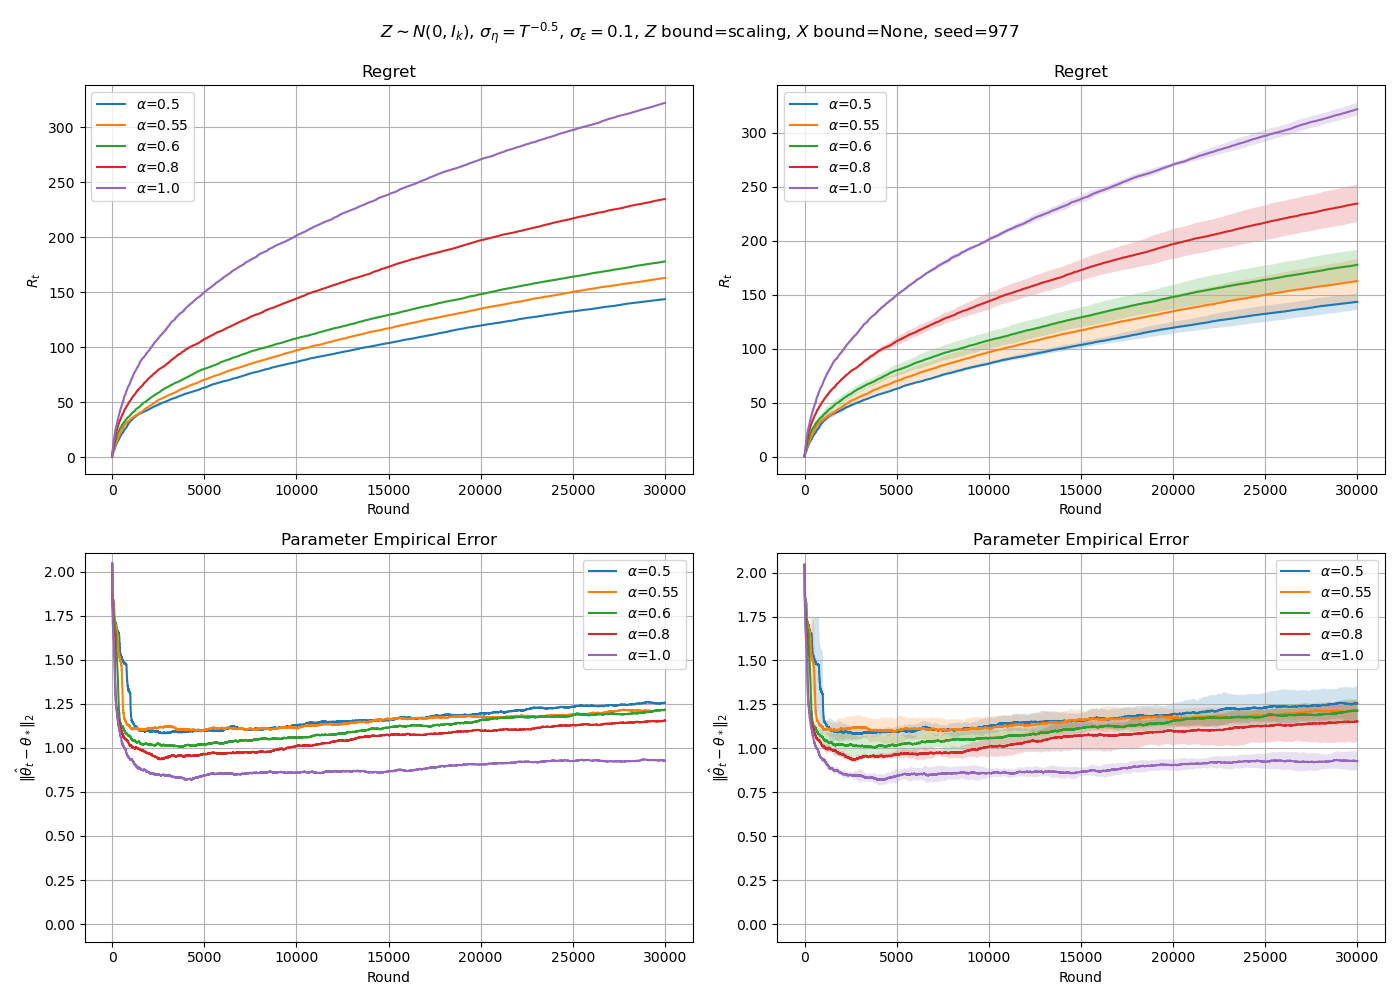 Z ∼ N(0, I_k), σ_η = T^{−0.5}, σ_ε = 0.1, Z bound=scaling, X bound=None, seed=977
Regret
R_t
300
250
200
150
100
50
0
α=0.5
α=0.55
α=0.6
α=0.8
α=1.0
0 5000 10000 15000 20000 25000 30000
Round
Regret
R_t
300
250
200
150
100
50
0
α=0.5
α=0.55
α=0.6
α=0.8
α=1.0
0 5000 10000 15000 20000 25000 30000
Round
Parameter Empirical Error
‖θ̂_t − θ_*‖_2
2.00
1.75
1.50
1.25
1.00
0.75
0.50
0.25
0.00
α=0.5
α=0.55
α=0.6
α=0.8
α=1.0
0 5000 10000 15000 20000 25000 30000
Round
Parameter Empirical Error
‖θ̂_t − θ_*‖_2
2.00
1.75
1.50
1.25
1.00
0.75
0.50
0.25
0.00
α=0.5
α=0.55
α=0.6
α=0.8
α=1.0
0 5000 10000 15000 20000 25000 30000
Round